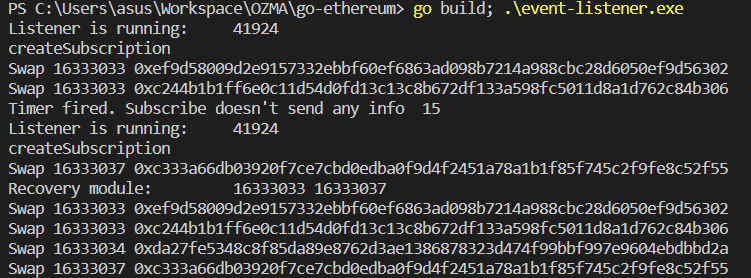 PS C:\Users\asus\Workspace\OZMA\go-ethereum> go build; .\event-listener.exe
Listener is running:     41924
createSubscription
Swap 16333033 0xef9d58009d2e9157332ebbf60ef6863ad098b7214a988cbc28d6050ef9d56302
Swap 16333033 0xc244b1b1ff6e0c11d54d0fd13c13c8b672df133a598fc5011d8a1d762c84b306
Timer fired. Subscribe doesn't send any info  15
Listener is running:     41924
createSubscription
Swap 16333037 0xc333a66db03920f7ce7cbd0edba0f9d4f2451a78a1b1f85f745c2f9fe8c52f55
Recovery module:         16333033 16333037
Swap 16333033 0xef9d58009d2e9157332ebbf60ef6863ad098b7214a988cbc28d6050ef9d56302
Swap 16333033 0xc244b1b1ff6e0c11d54d0fd13c13c8b672df133a598fc5011d8a1d762c84b306
Swap 16333034 0xda27fe5348c8f85da89e8762d3ae1386878323d474f99bbf997e9604ebdbbd2a
Swap 16333037 0xc333a66db03920f7ce7cbd0edba0f9d4f2451a78a1b1f85f745c2f9fe8c52f55